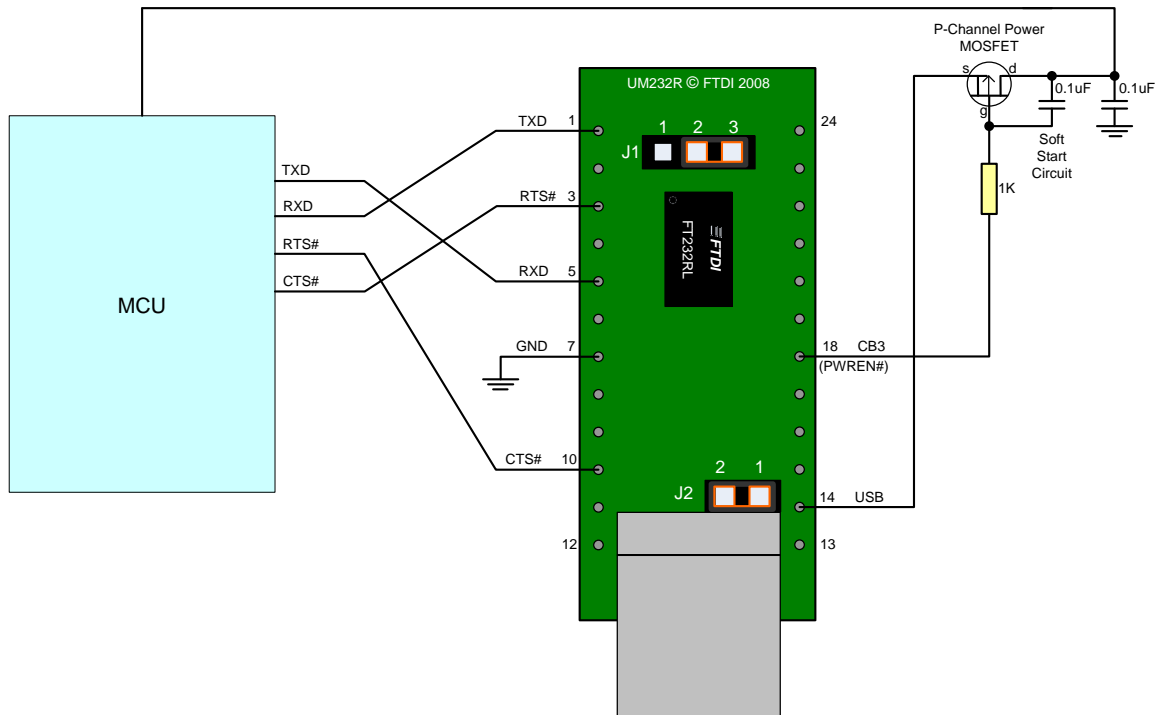 P-Channel Power
MOSFET
s
d
g
0.1uF
0.1uF
Soft
Start
Circuit
1K
UM232R © FTDI 2008
TXD
1
24
1
2
3
J1
TXD
RXD
RTS#
CTS#
MCU
RTS#
3
FTDI
FT232RL
RXD
5
GND
7
18
CB3
(PWREN#)
CTS#
10
J2
2
1
14
USB
12
13